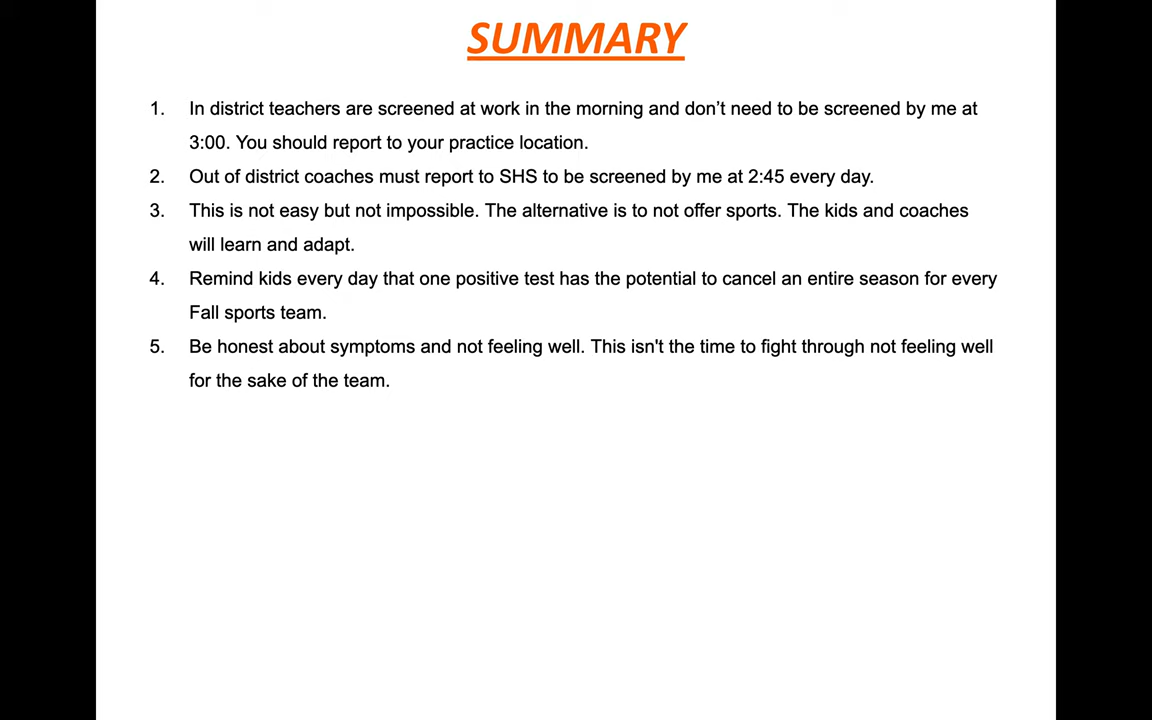 SUMMARY
1. In district teachers are screened at work in the morning and don’t need to be screened by me at
3:00. You should report to your practice location.
2. Out of district coaches must report to SHS to be screened by me at 2:45 every day.
3. This is not easy but not impossible. The alternative is to not offer sports. The kids and coaches
will learn and adapt.
4. Remind kids every day that one positive test has the potential to cancel an entire season for every
Fall sports team.
5. Be honest about symptoms and not feeling well. This isn't the time to fight through not feeling well
for the sake of the team.